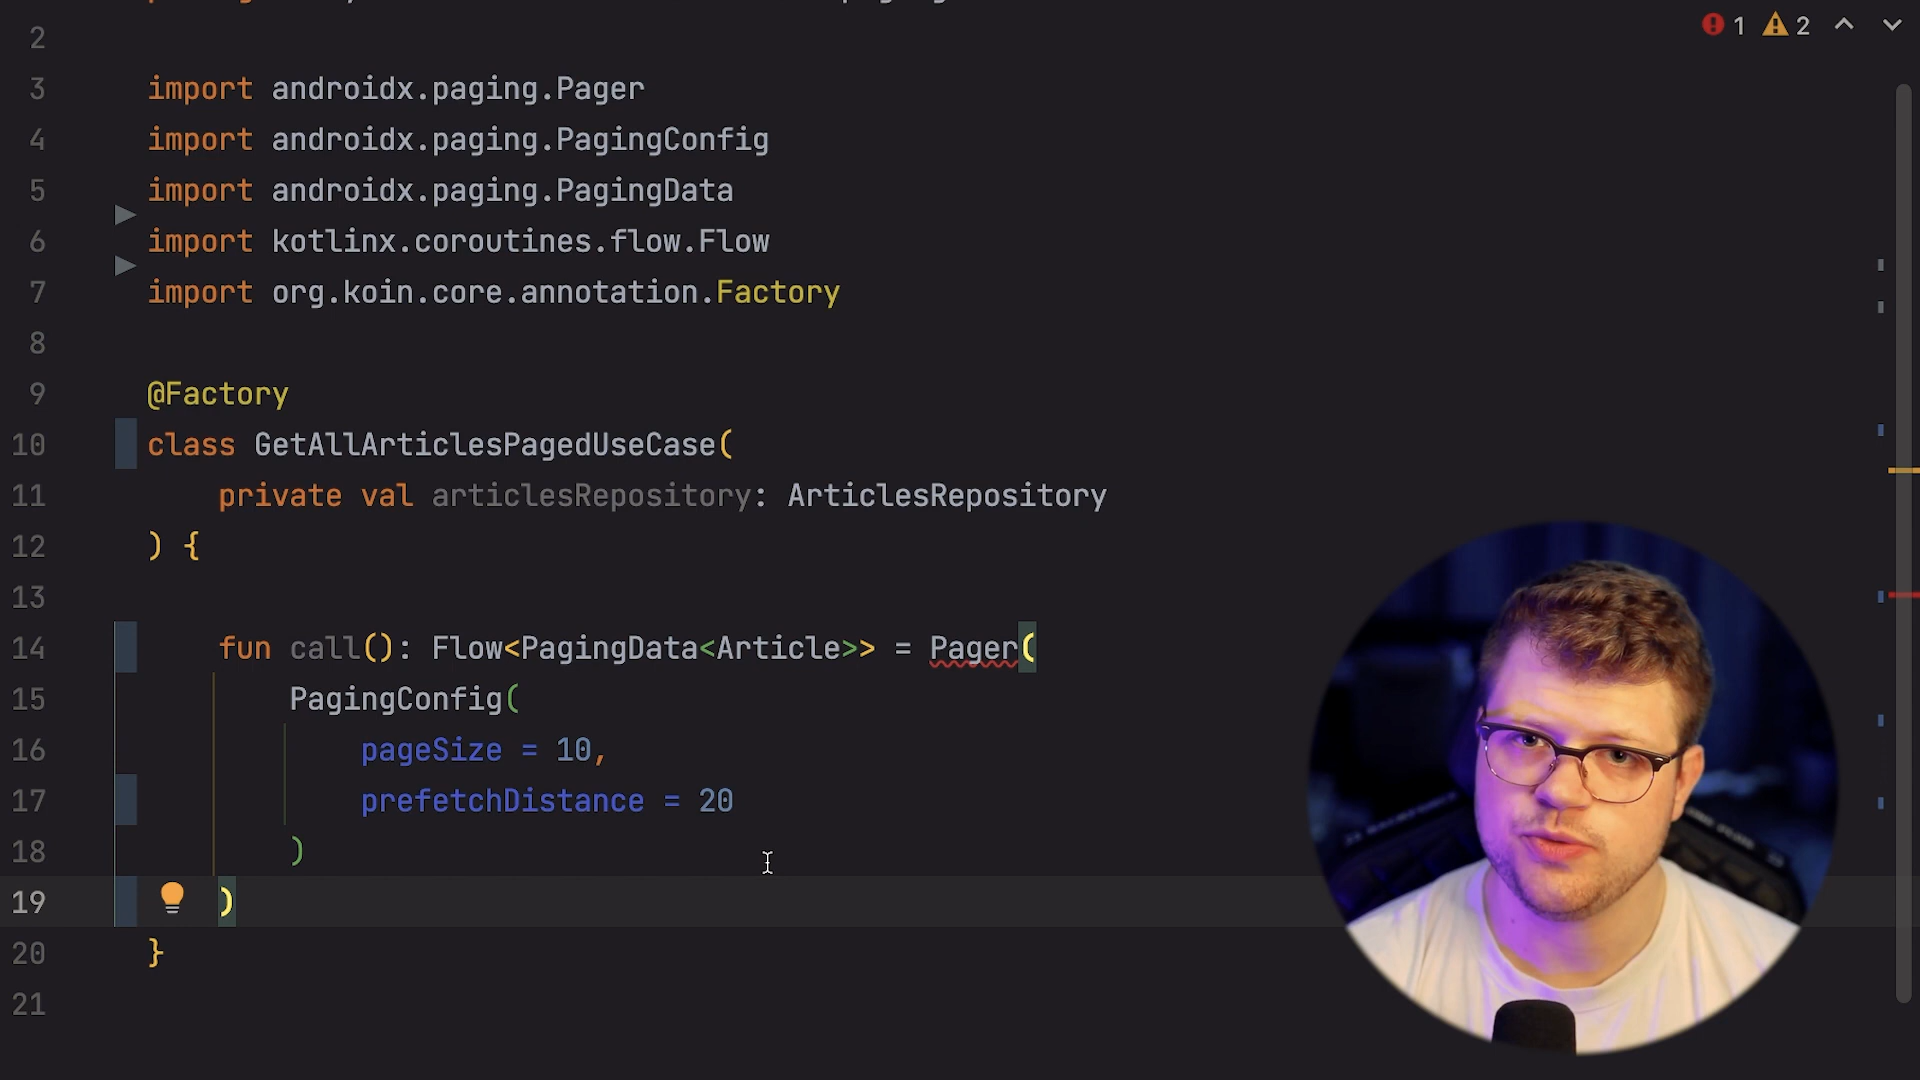 1 2
2
3 import androidx.paging.Pager
4 import androidx.paging.PagingConfig
5 import androidx.paging.PagingData
6 import kotlinx.coroutines.flow.Flow
7 import org.koin.core.annotation.Factory
8
9 @Factory
10 class GetAllArticlesPagedUseCase(
11 private val articlesRepository: ArticlesRepository
12 ) {
13
14 fun call(): Flow<PagingData<Article>> = Pager(
15 PagingConfig(
16 pageSize = 10,
17 prefetchDistance = 20
18 )
19 )
20 }
21